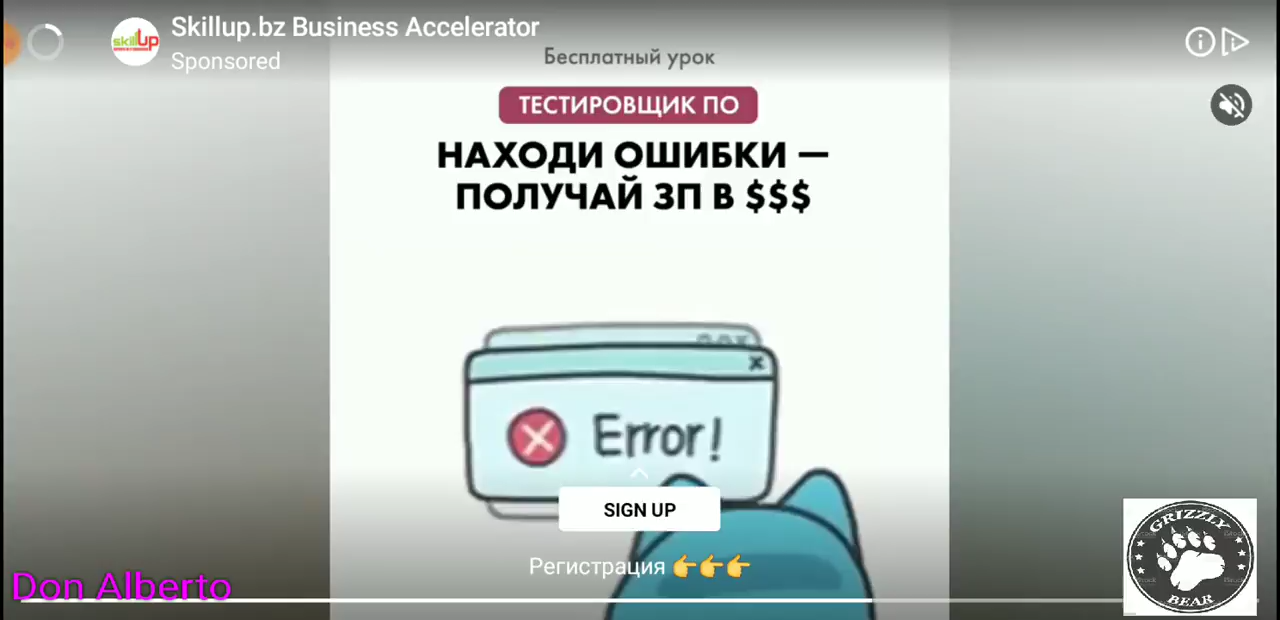 Skillup.bz Business Accelerator
Sponsored
skillup
Бесплатный урок
ТЕСТИРОВЩИК ПО
НАХОДИ ОШИБКИ —
ПОЛУЧАЙ ЗП В $$$
Error!
SIGN UP
Регистрация 👉👉👉
Don Alberto
GRIZZLY
BEAR